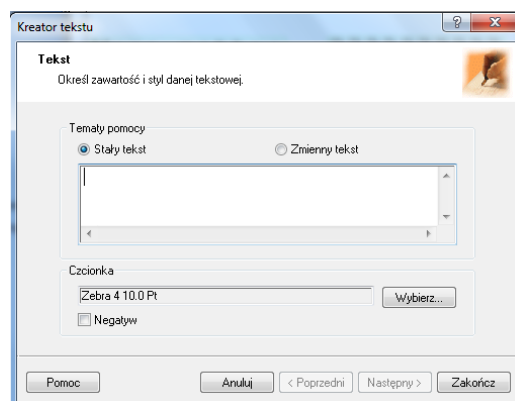 Kreator tekstu
Tekst
Określ zawartość i styl danej tekstowej.
Tematy pomocy
Stały tekst
Zmienny tekst
Czcionka
Zebra 4 10.0 Pt
Wybierz...
Negatyw
Pomoc
Anuluj
< Poprzedni
Następny >
Zakończ